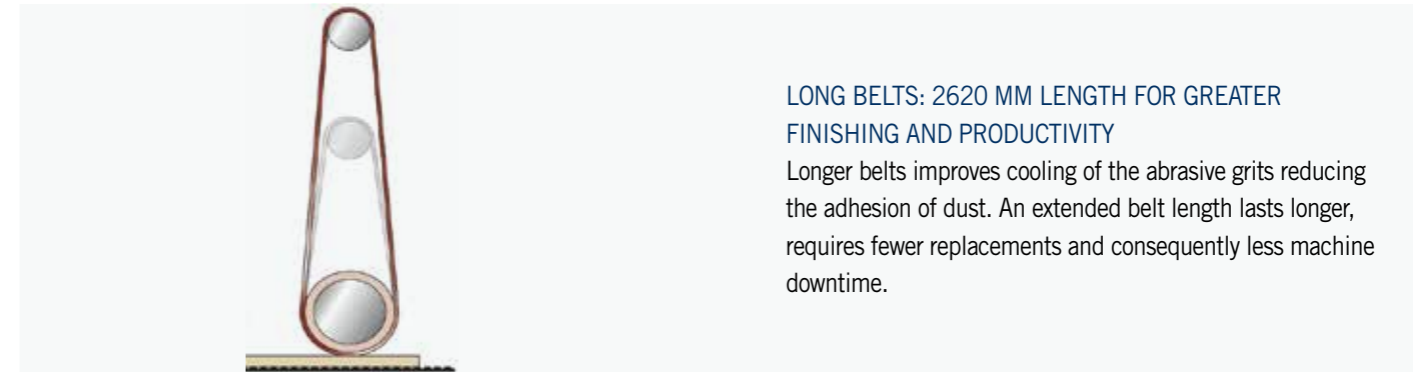 LONG BELTS: 2620 MM LENGTH FOR GREATER
FINISHING AND PRODUCTIVITY
Longer belts improves cooling of the abrasive grits reducing
the adhesion of dust. An extended belt length lasts longer,
requires fewer replacements and consequently less machine
downtime.